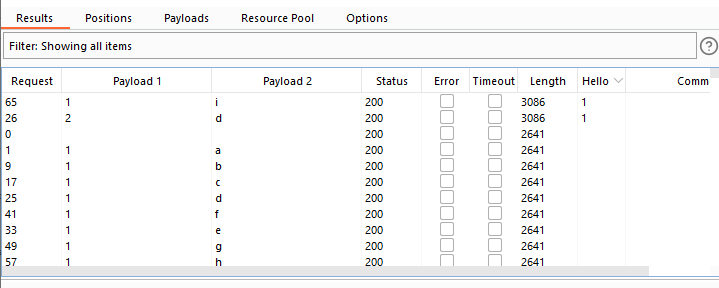 Results Positions Payloads Resource Pool Options
Filter: Showing all items ?
Request Payload 1 Payload 2 Status Error Timeout Length Hello Comm
65 1 i 200 3086 1
26 2 d 200 3086 1
0 200 2641
1 1 a 200 2641
9 1 b 200 2641
17 1 c 200 2641
25 1 d 200 2641
41 1 f 200 2641
33 1 e 200 2641
49 1 g 200 2641
57 1 h 200 2641